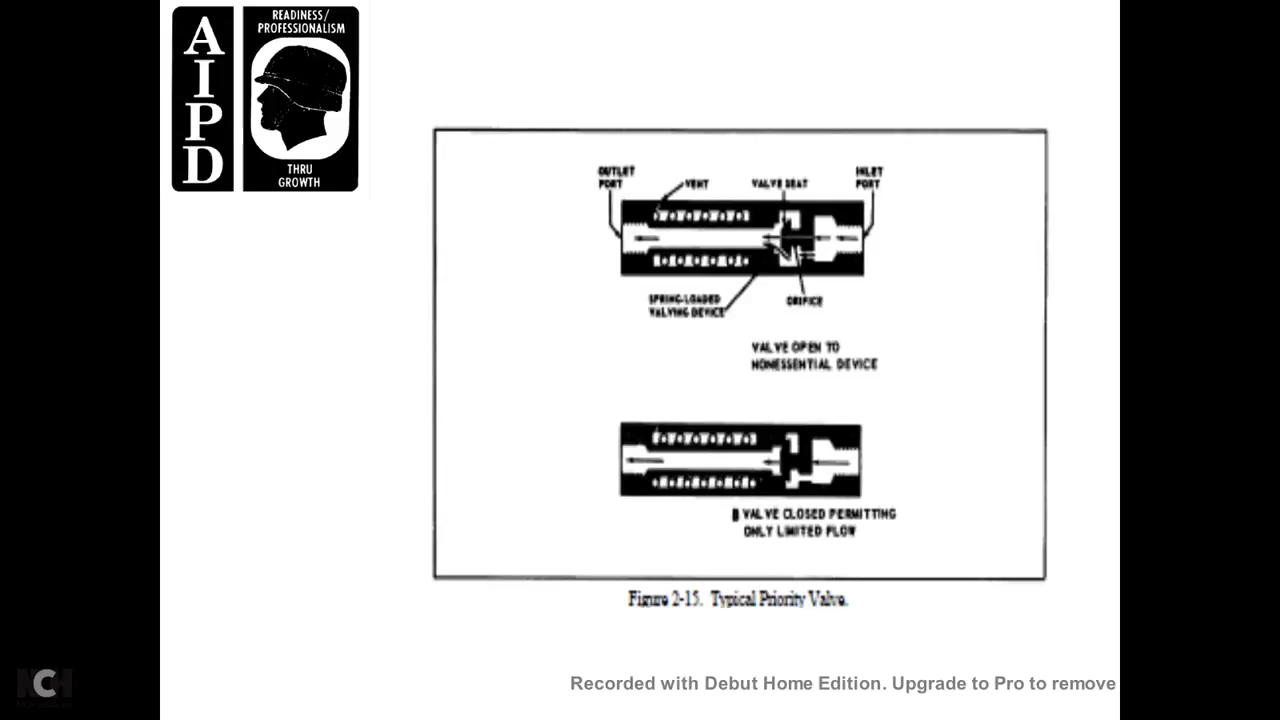 READINESS/
PROFESSIONALISM
AIPD
THRU
GROWTH
OUTLET
PORT
VENT
VALVE SEAT
INLET
PORT
SPRING-LOADED
VALVING DEVICE
ORIFICE
VALVE OPEN TO
NONESSENTIAL DEVICE
B VALVE CLOSED PERMITTING
ONLY LIMITED FLOW
Figure 2-15. Typical Priority Valve.
NCH
Recorded with Debut Home Edition. Upgrade to Pro to remove